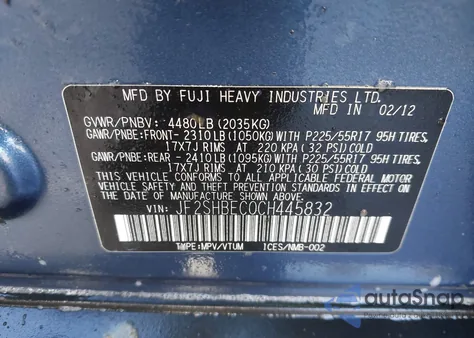 MFD BY FUJI HEAVY INDUSTRIES LTD.
GVWR/PNBV: 4480LB (2035KG) IN 02/12
GAWR/PNBE:FRONT- 2310LB (1050KG)WITH P225/55R17 95H TIRES.
17X7J RIMS AT 220 KPA ( 32 PSI)COLD
GAWR/PNBE:REAR - 2410LB (1095KG)WITH P225/55R17 95H TIRES.
17X7J RIMS AT 210 KPA ( 30 PSI)COLD
THIS VEHICLE CONFORMS TO ALL APPLICABLE FEDERAL MOTOR
VEHICLE SAFETY STANDARDS IN EFFECT ON THE
DATE OF MANUFACTURE SHOWN ABOVE.
VIN: JF2SHBEC0CH445832
TYPE:MPV/VTUM ICES/NMB-002
autoSnap